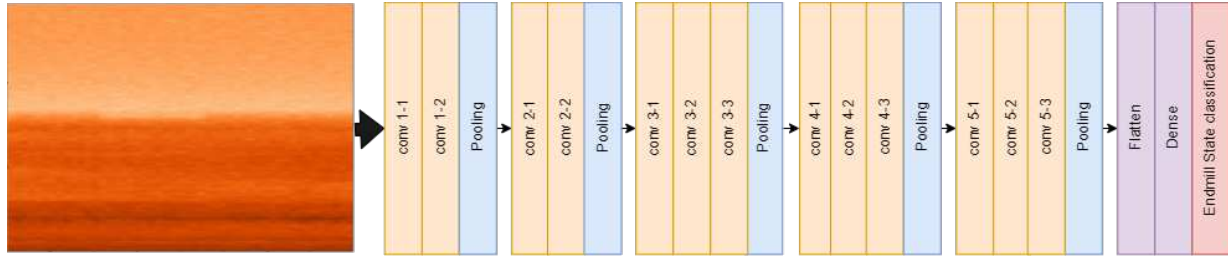 conv 1-1
conv 1-2
Pooling
conv 2-1
conv 2-2
Pooling
conv 3-1
conv 3-2
conv 3-3
Pooling
conv 4-1
conv 4-2
conv 4-3
Pooling
conv 5-1
conv 5-2
conv 5-3
Pooling
Flatten
Dense
Endmill State classification